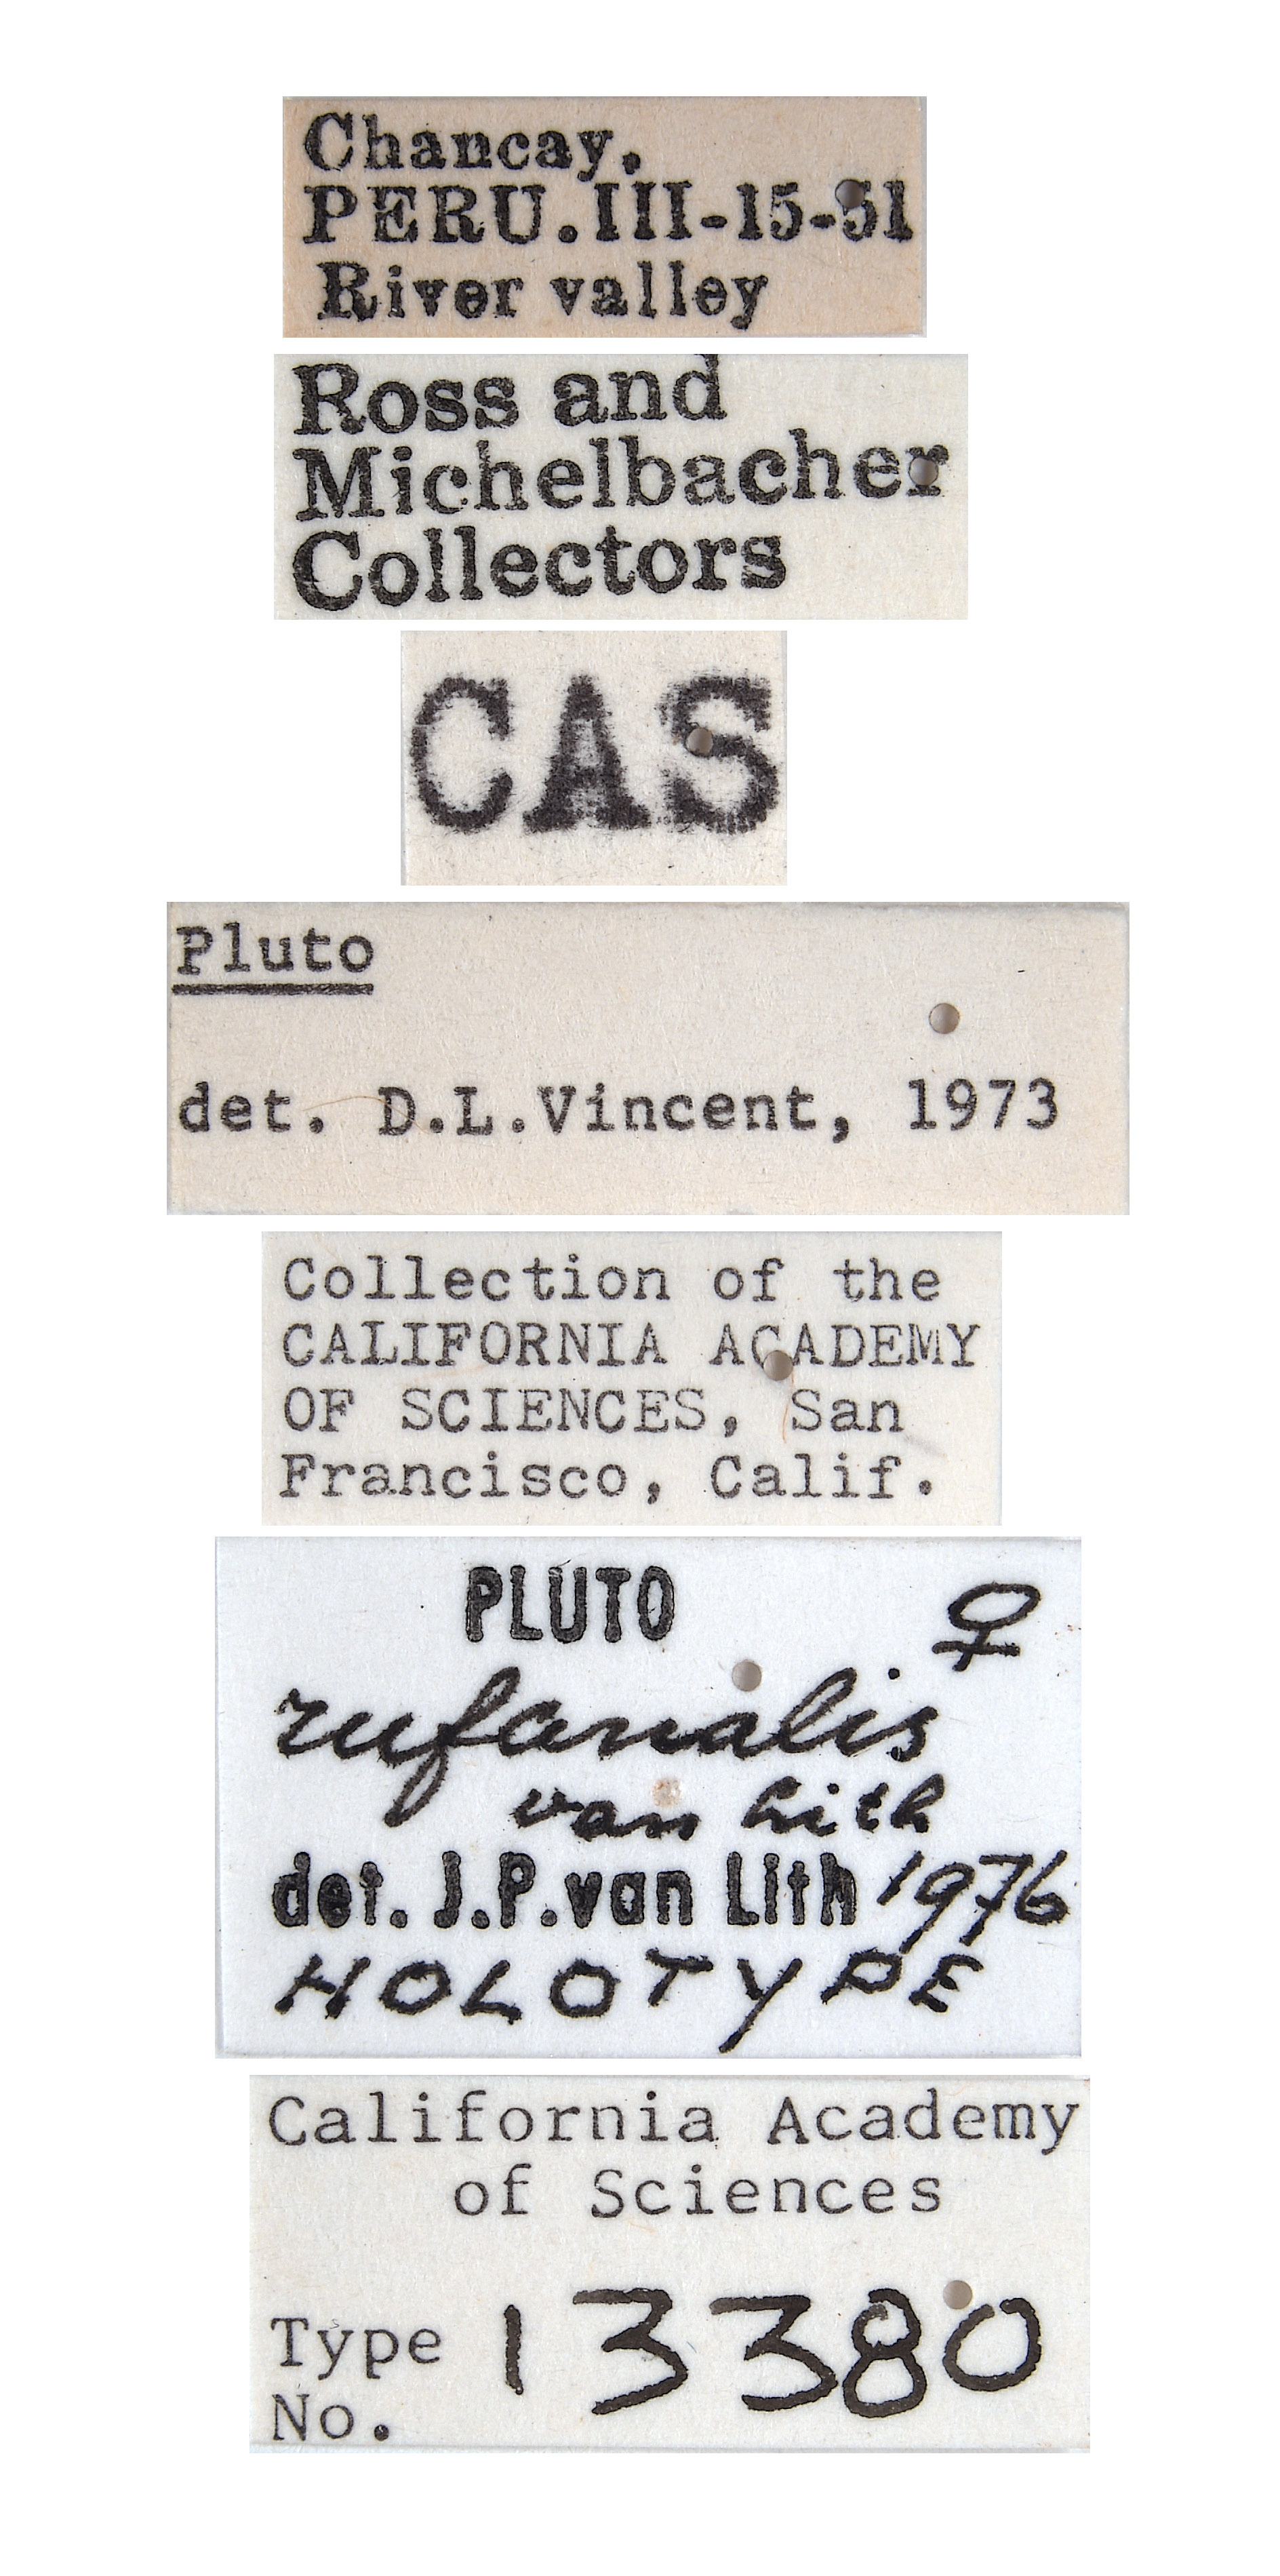 Chancay.
PERU.III-15-51
River valley
Ross and
Michelbacher
Collectors
CAS
Pluto
det. D.L.Vincent, 1973
Collection of the
CALIFORNIA ACADEMY
OF SCIENCES, San
Francisco, Calif.
PLUTO ♀
rufanalis
van Lith
det. J.P.van Lith 1976
HOLOTYPE
California Academy
of Sciences
Type 13380
No.